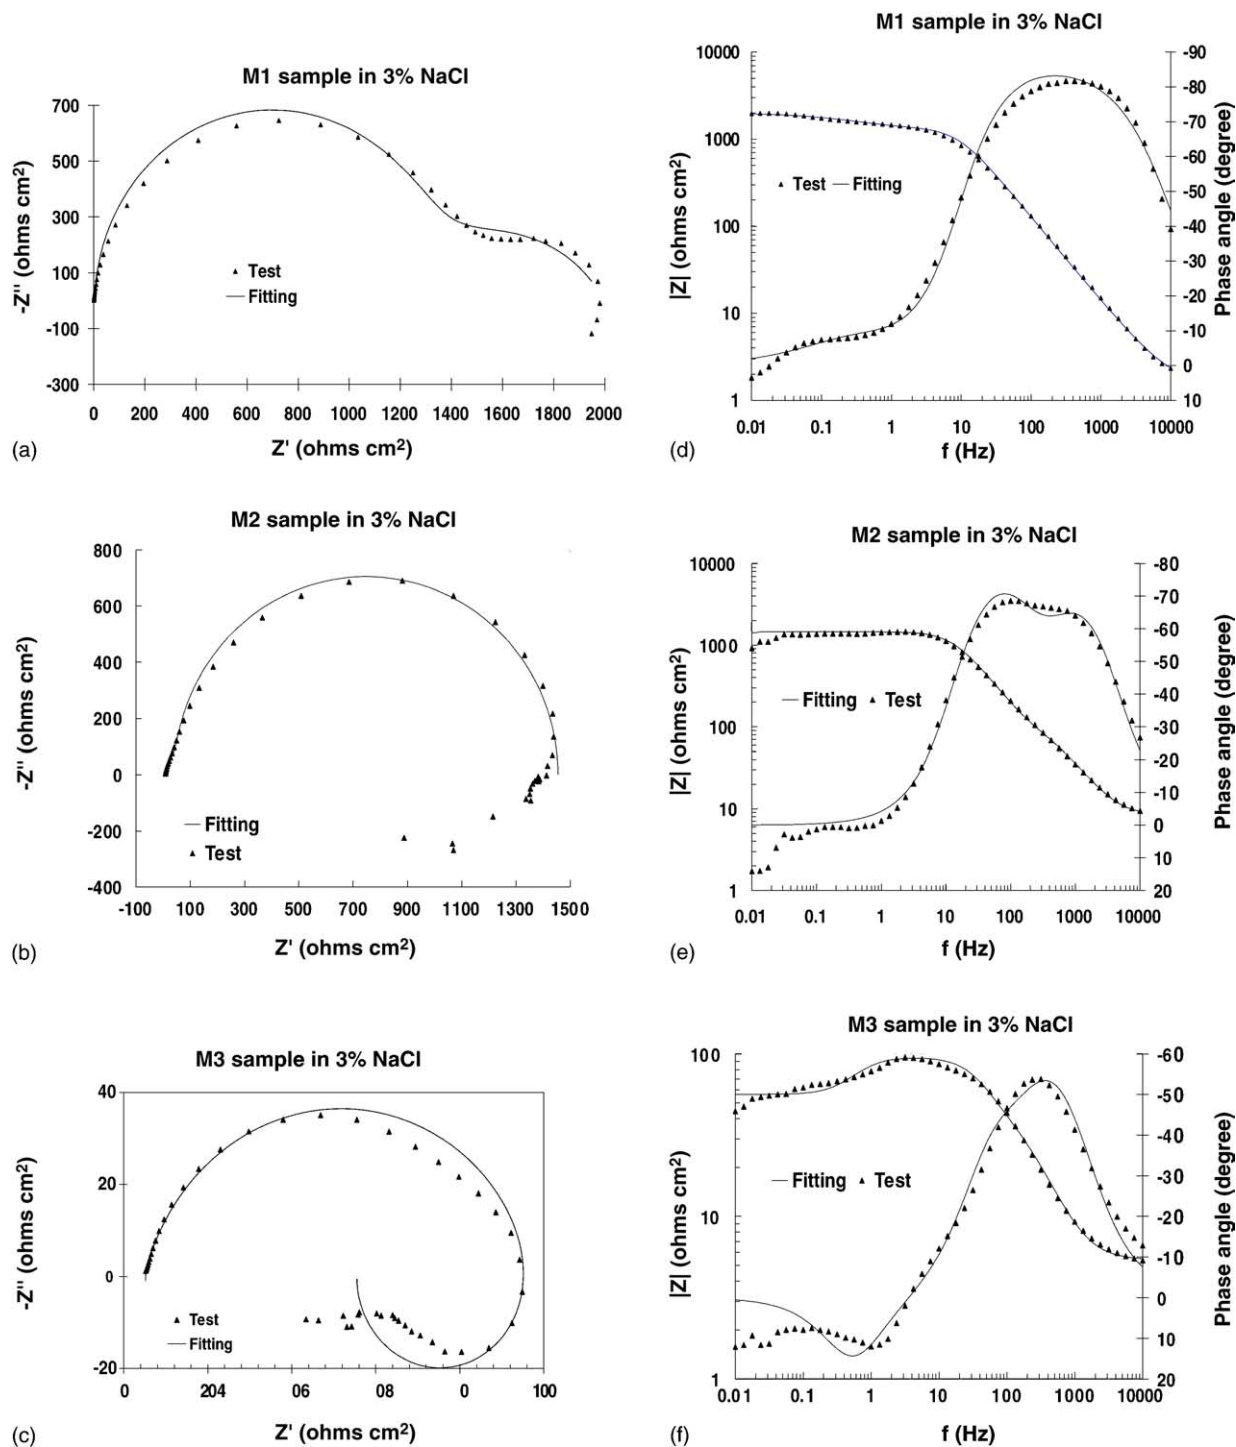 M1 sample in 3% NaCl
700
500
300
100
-100
-300
-Z" (ohms cm2)
Test
Fitting
0 200 400 600 800 1000 1200 1400 1600 1800 2000
Z' (ohms cm2)
(a)
M1 sample in 3% NaCl
10000
1000
100
10
1
|Z| (ohms cm2)
-90
-80
-70
-60
-50
-40
-30
-20
-10
0
10
Phase angle (degree)
Test Fitting
0.01 0.1 1 10 100 1000 10000
f (Hz)
(d)
M2 sample in 3% NaCl
800
600
400
200
0
-200
-400
-Z" (ohms cm2)
Fitting
Test
-100 100 300 500 700 900 1100 1300 1500
Z' (ohms cm2)
(b)
M2 sample in 3% NaCl
10000
1000
100
10
1
|Z| (ohms cm2)
-80
-70
-60
-50
-40
-30
-20
-10
0
10
20
Phase angle (degree)
Fitting Test
0.01 0.1 1 10 100 1000 10000
f (Hz)
(e)
M3 sample in 3% NaCl
40
20
0
-20
-Z" (ohms cm2)
Test
Fitting
0 204 06 08 0 100
Z' (ohms cm2)
(c)
M3 sample in 3% NaCl
100
10
1
|Z| (ohms cm2)
-60
-50
-40
-30
-20
-10
0
10
20
Phase angle (degree)
Fitting Test
0.01 0.1 1 10 100 1000 10000
f (Hz)
(f)